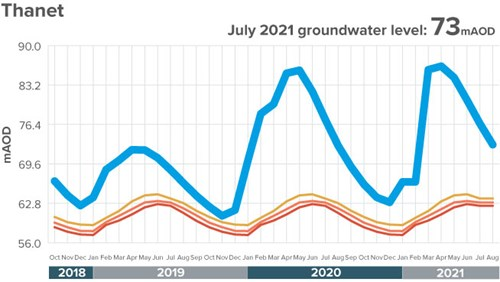 Thanet
July 2021 groundwater level: 73mAOD
90.0
83.2
76.4
69.6
62.8
56.0
mAOD
Oct Nov Dec Jan Feb Mar Apr May Jun Jul Aug Sep Oct Nov Dec Jan Feb Mar Apr May Jun Jul Aug Sep Oct Nov Dec Jan Feb Mar Apr May Jun Jul Aug
2018 2019 2020 2021